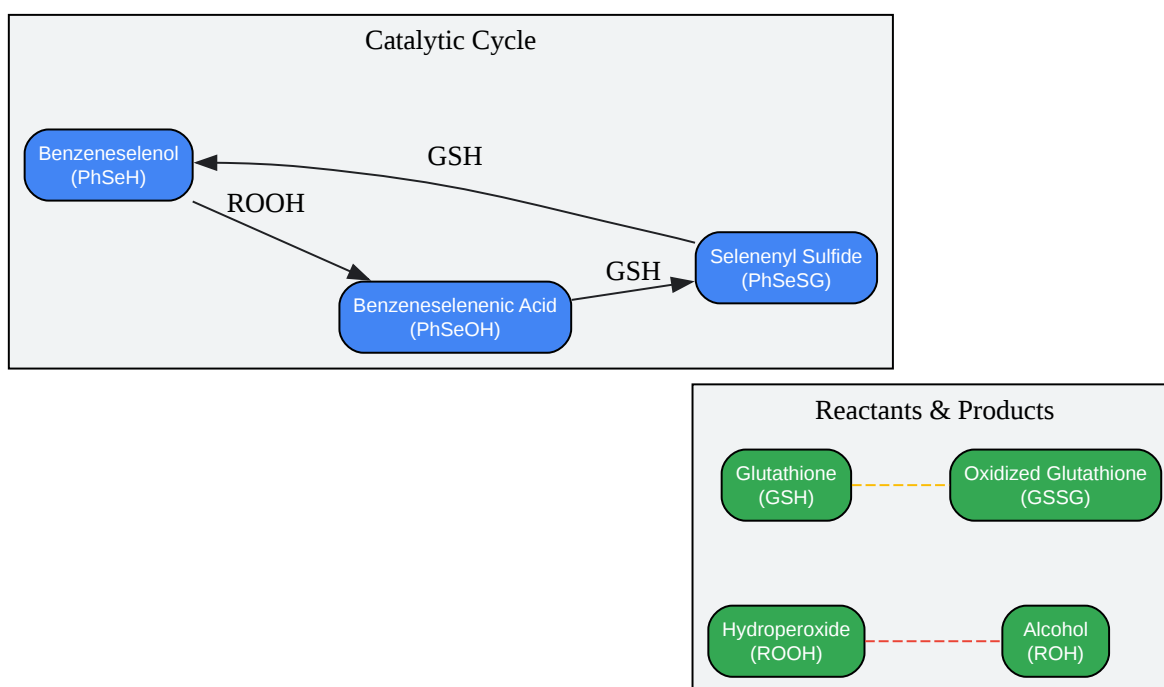 Catalytic Cycle
Benzeneselenol
(PhSeH)
GSH
ROOH
Selenenyl Sulfide
(PhSeSG)
GSH
Benzeneselenenic Acid
(PhSeOH)
Reactants & Products
Glutathione
(GSH)
Oxidized Glutathione
(GSSG)
Hydroperoxide
(ROOH)
Alcohol
(ROH)